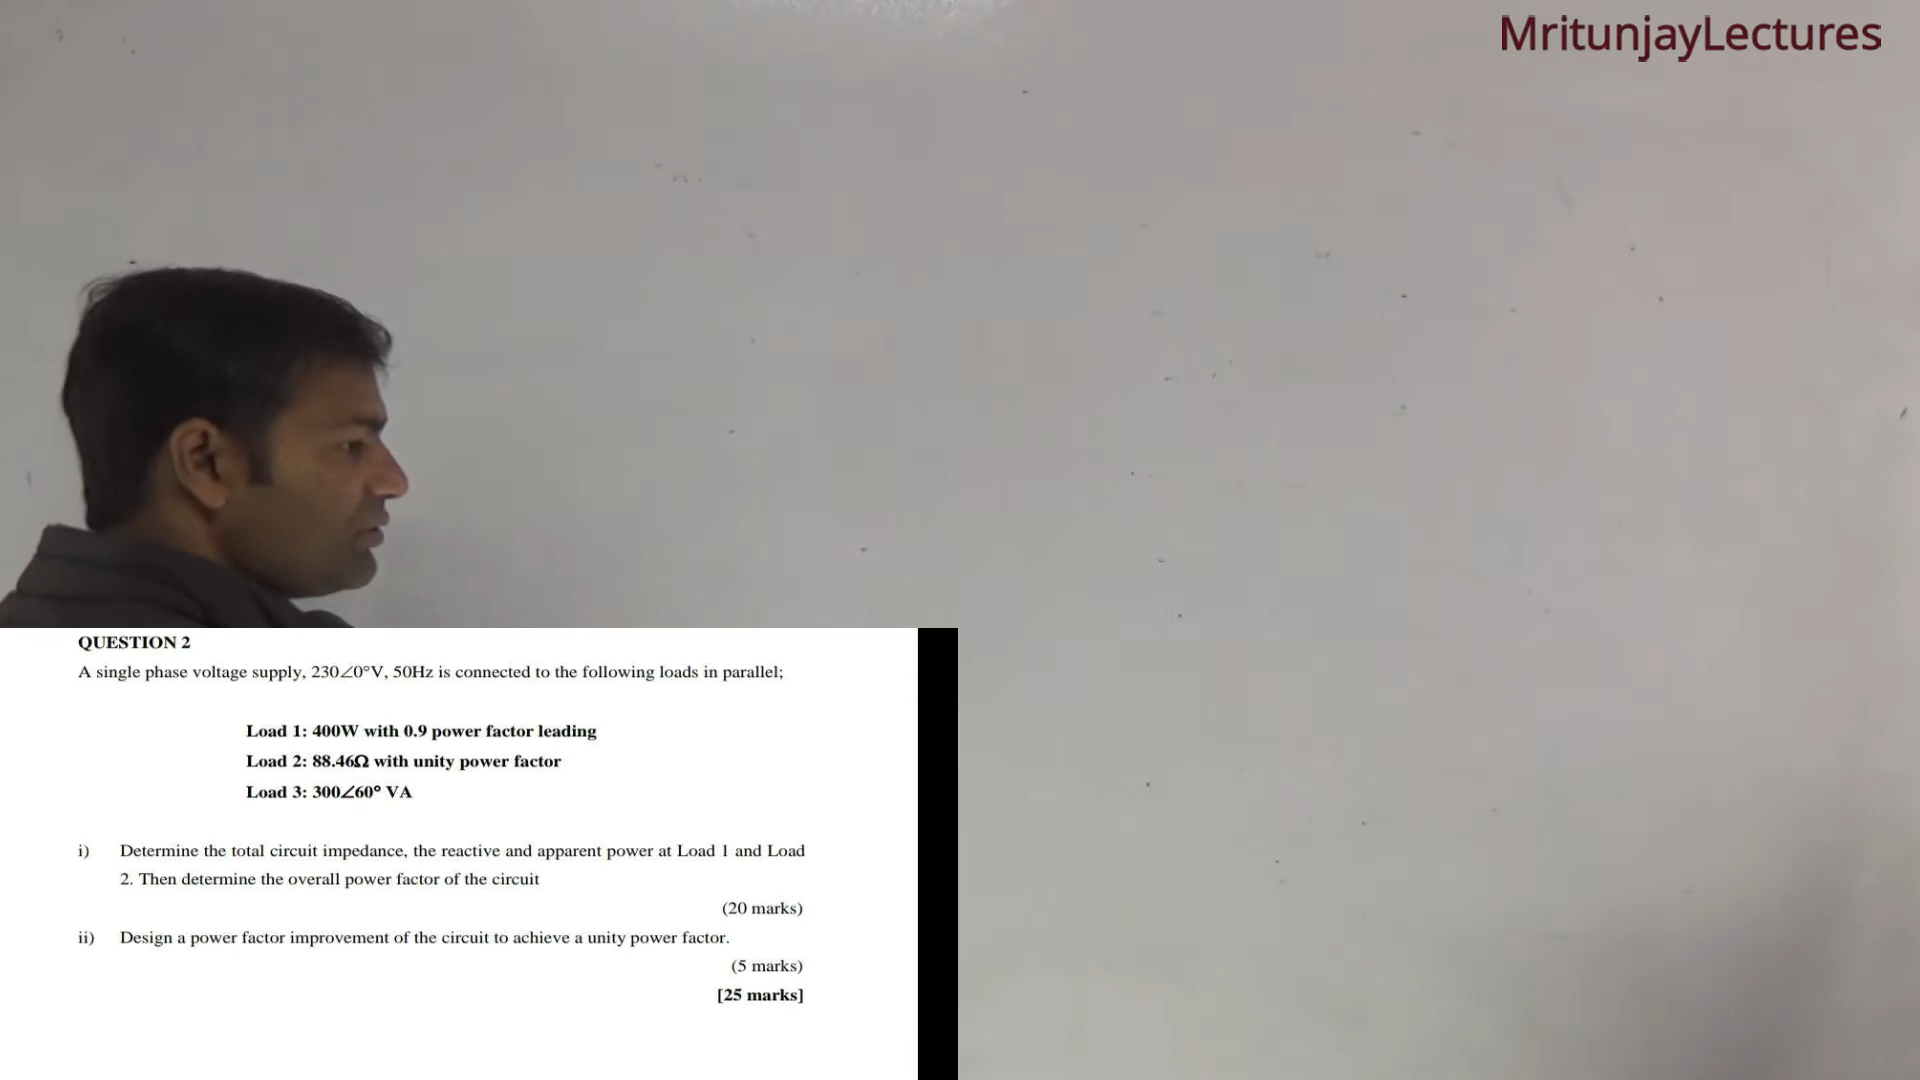 MritunjayLectures
QUESTION 2
A single phase voltage supply, 230∠0°V, 50Hz is connected to the following loads in parallel;
Load 1: 400W with 0.9 power factor leading
Load 2: 88.46Ω with unity power factor
Load 3: 300∠60° VA
i) Determine the total circuit impedance, the reactive and apparent power at Load 1 and Load
2. Then determine the overall power factor of the circuit
(20 marks)
ii) Design a power factor improvement of the circuit to achieve a unity power factor.
(5 marks)
[25 marks]